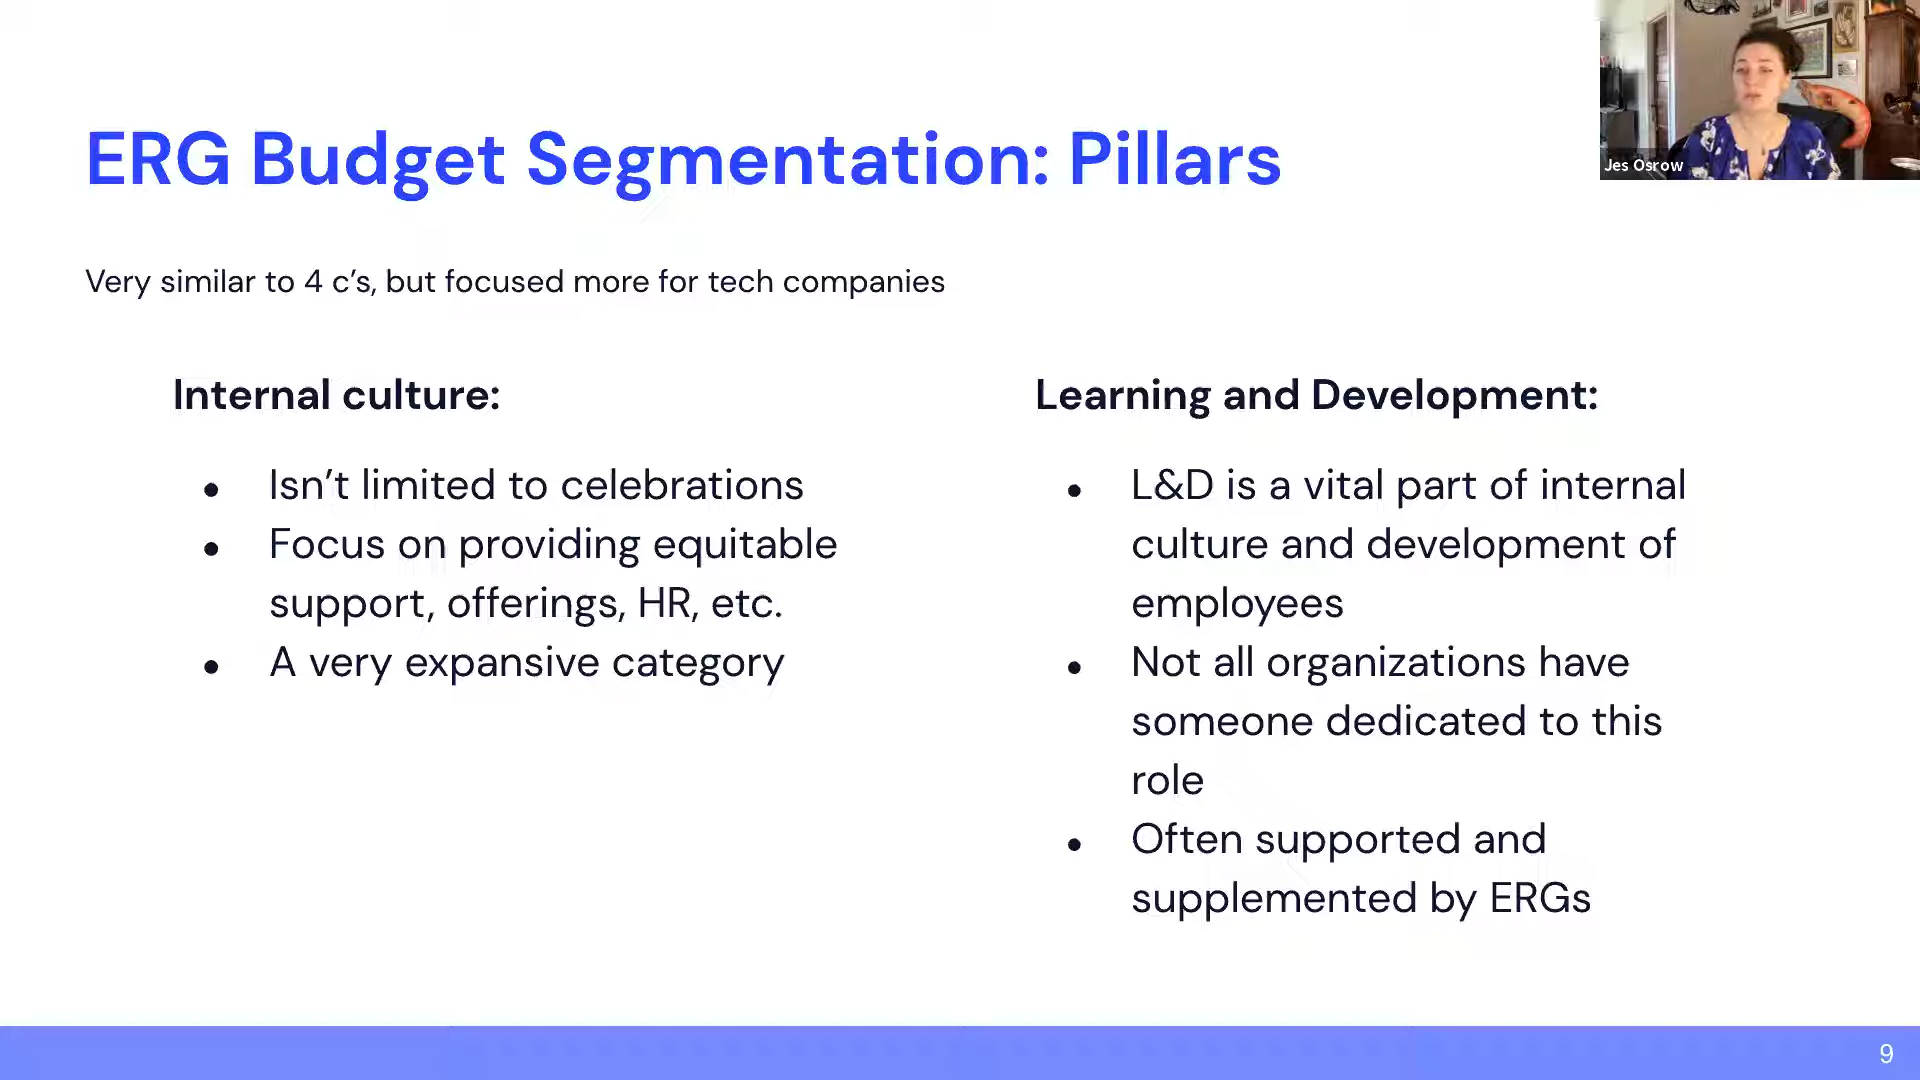 ERG Budget Segmentation: Pillars
Jes Osrow
Very similar to 4 c’s, but focused more for tech companies
Internal culture:
● Isn’t limited to celebrations
● Focus on providing equitable
support, offerings, HR, etc.
● A very expansive category
Learning and Development:
● L&D is a vital part of internal
culture and development of
employees
● Not all organizations have
someone dedicated to this
role
● Often supported and
supplemented by ERGs
9